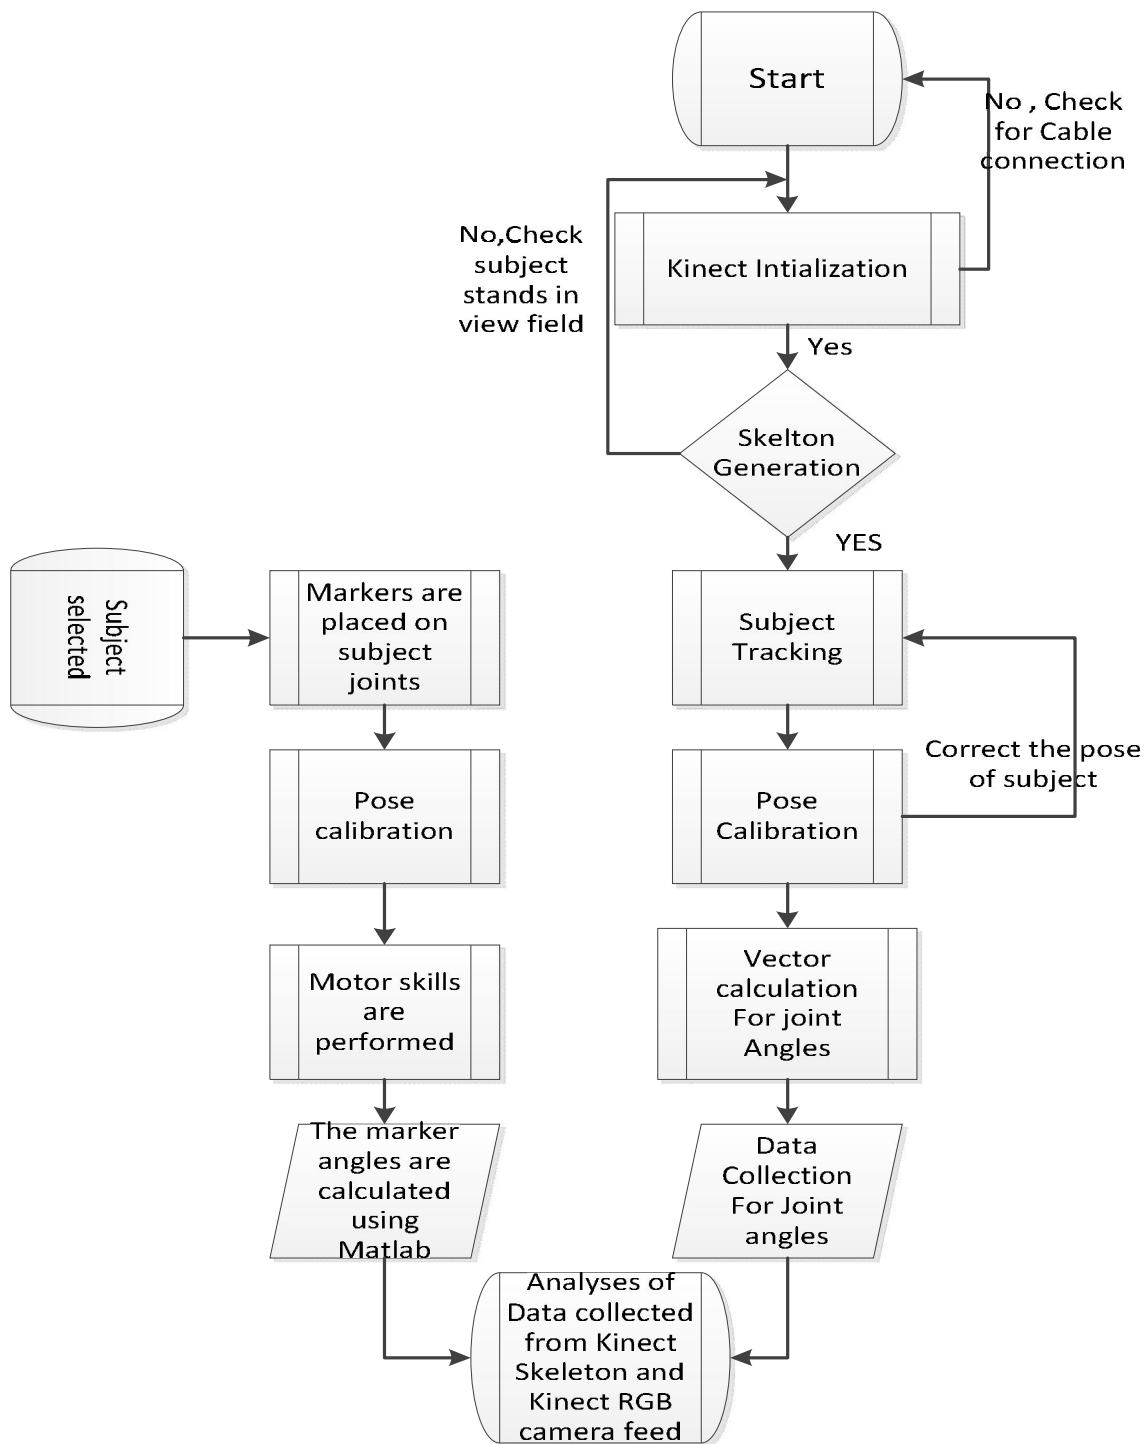 Start
No , Check
for Cable
connection
No,Check
subject
stands in
view field
Kinect Intialization
Yes
Skelton
Generation
YES
Subject
selected
Markers are
placed on
subject
joints
Subject
Tracking
Correct the pose
of subject
Pose
calibration
Pose
Calibration
Motor skills
are
performed
Vector
calculation
For joint
Angles
The marker
angles are
calculated
using
Matlab
Data
Collection
For Joint
angles
Analyses of
Data collected
from Kinect
Skeleton and
Kinect RGB
camera feed